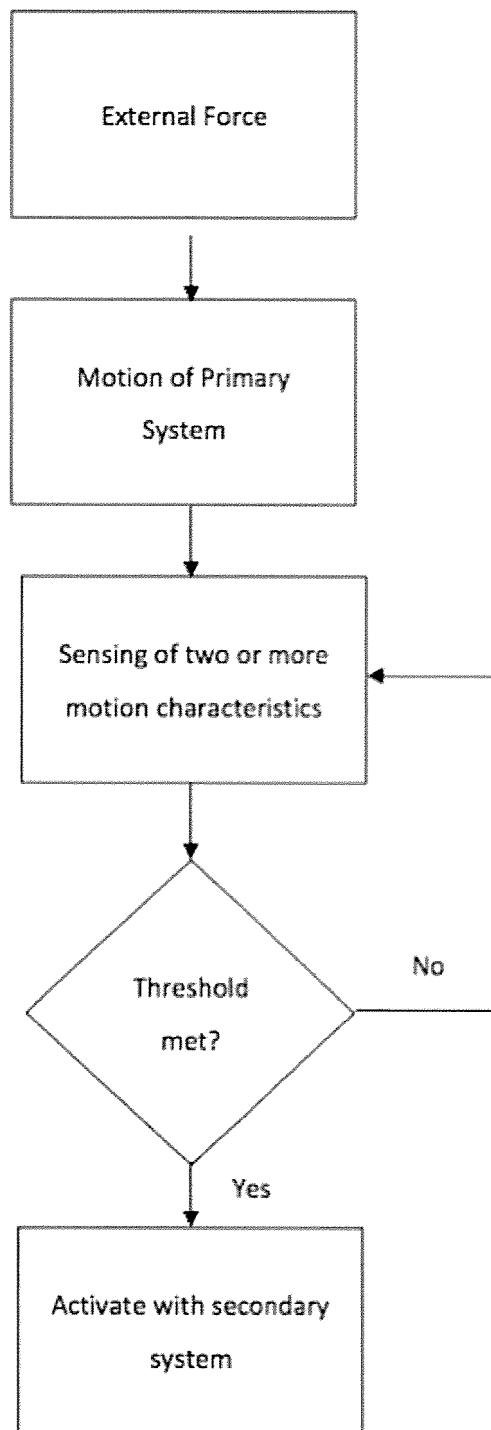 External Force
Motion of Primary
System
Sensing of two or more
motion characteristics
Threshold
met?
No
Yes
Activate with secondary
system